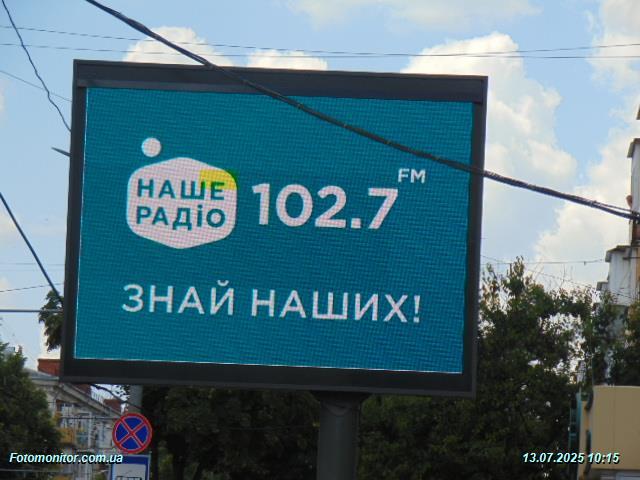 НАШЕ
РАДІО
102.7 FM
ЗНАЙ НАШИХ!
Fotomonitor.com.ua
13.07.2025 10:15